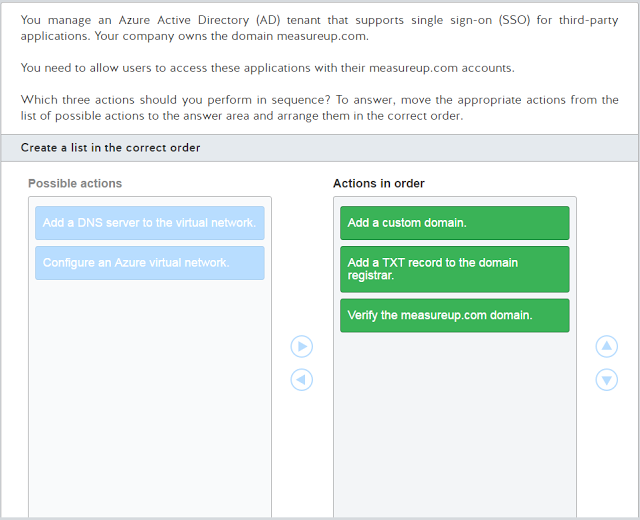 You manage an Azure Active Directory (AD) tenant that supports single sign-on (SSO) for third-party
applications. Your company owns the domain measureup.com.
You need to allow users to access these applications with their measureup.com accounts.
Which three actions should you perform in sequence? To answer, move the appropriate actions from the
list of possible actions to the answer area and arrange them in the correct order.
Create a list in the correct order
Possible actions
Add a DNS server to the virtual network.
Configure an Azure virtual network.
Actions in order
Add a custom domain.
Add a TXT record to the domain
registrar.
Verify the measureup.com domain.